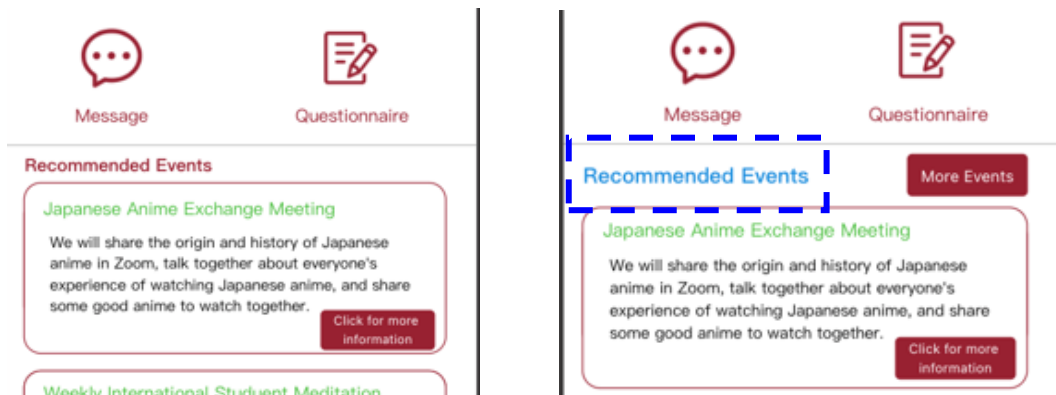 Message
Questionnaire
Recommended Events
Japanese Anime Exchange Meeting
We will share the origin and history of Japanese
anime in Zoom, talk together about everyone's
experience of watching Japanese anime, and share
some good anime to watch together.
Click for more
information
Weekly International Studuent Meditation
Message
Questionnaire
Recommended Events
More Events
Japanese Anime Exchange Meeting
We will share the origin and history of Japanese
anime in Zoom, talk together about everyone's
experience of watching Japanese anime, and share
some good anime to watch together.
Click for more
information